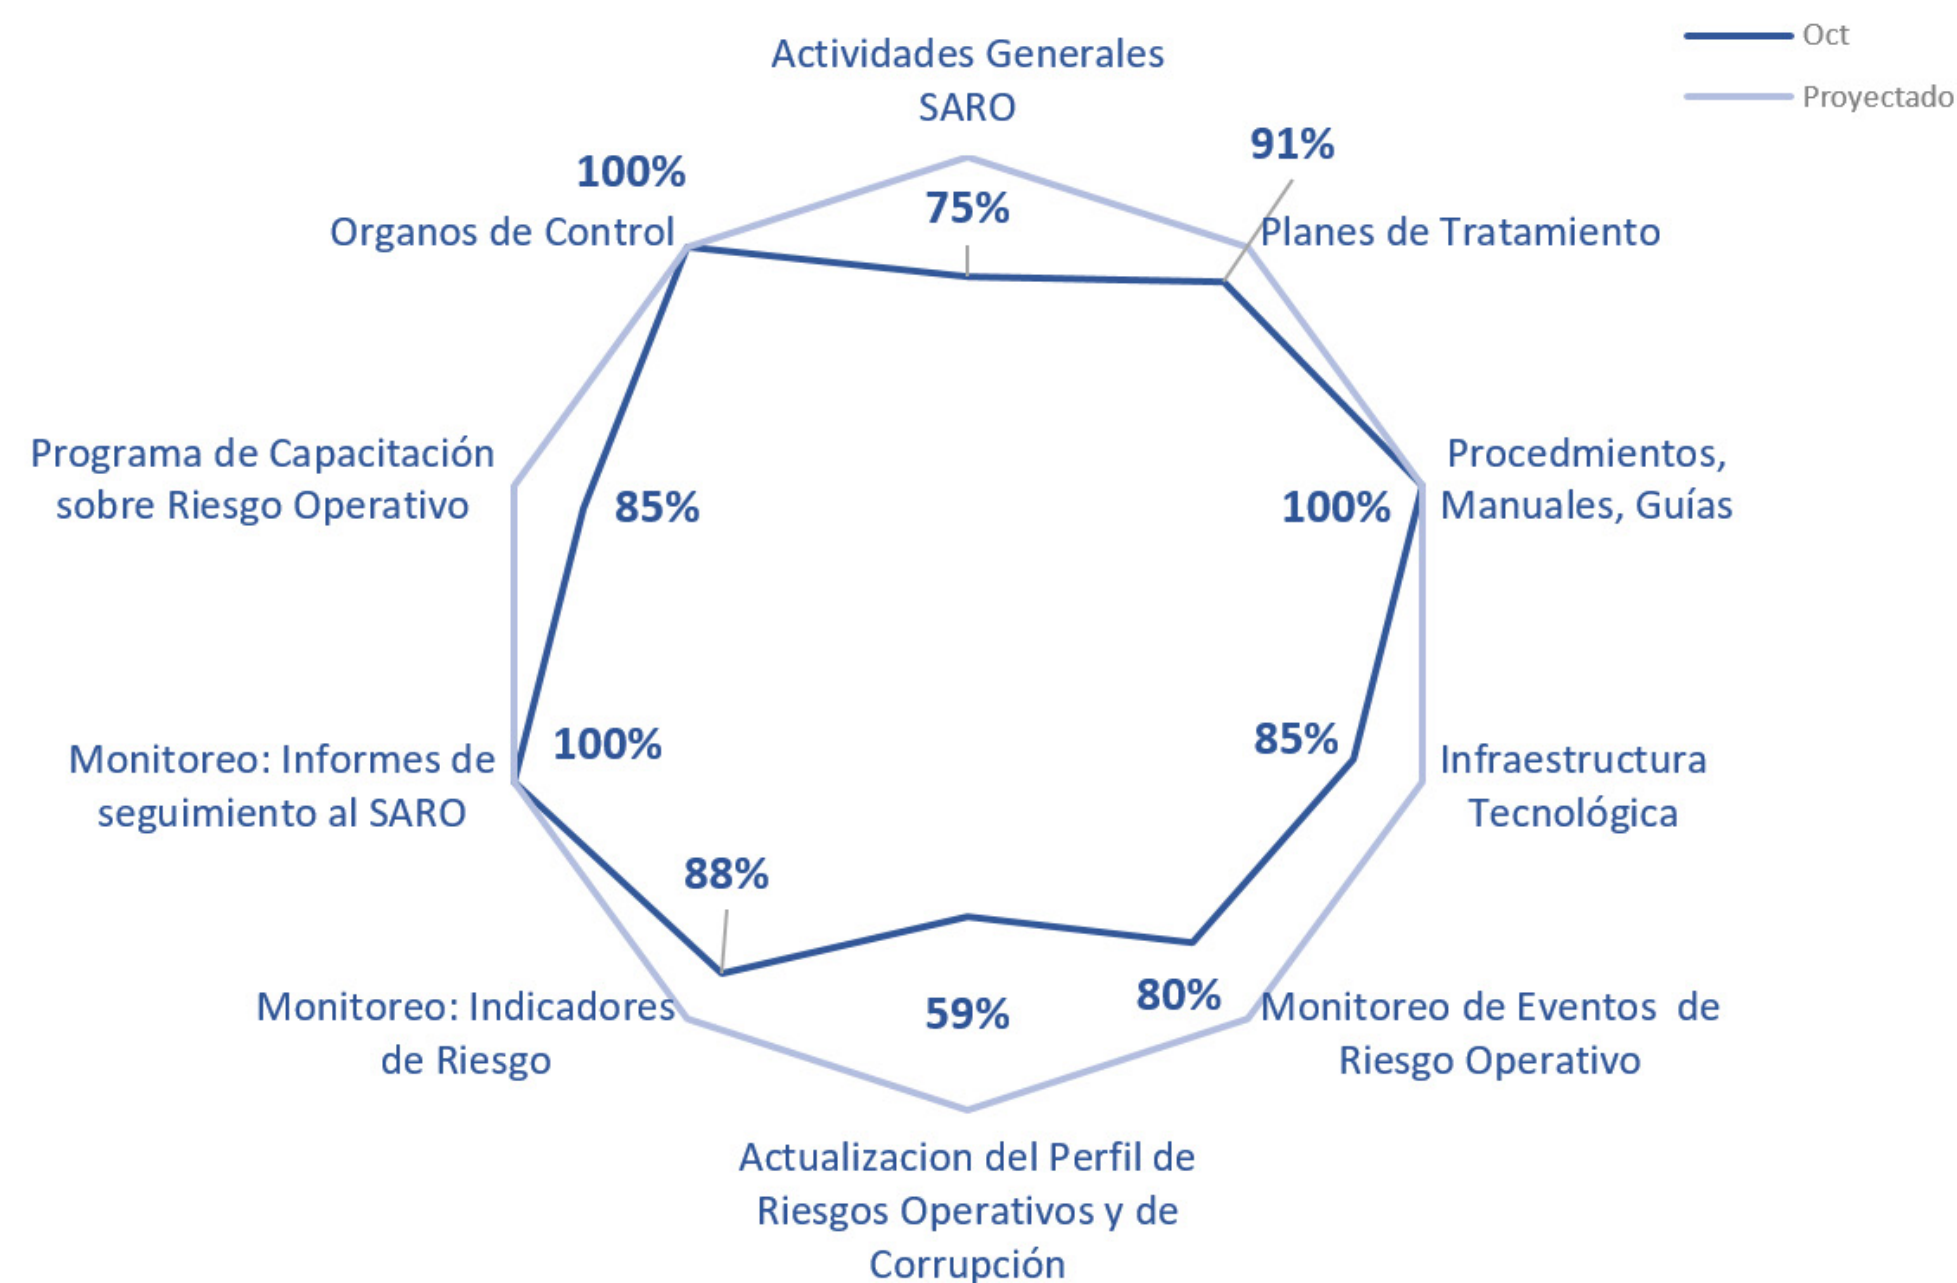 Oct
Proyectado
Actividades Generales
SARO
91%
100%
75%
Organos de Control
Planes de Tratamiento
Programa de Capacitación
sobre Riesgo Operativo
85%
Procedmientos,
Manuales, Guías
100%
Monitoreo: Informes de
seguimiento al SARO
100%
85%
Infraestructura
Tecnológica
88%
Monitoreo: Indicadores
de Riesgo
59%
80%
Monitoreo de Eventos  de
Riesgo Operativo
Actualizacion del Perfil de
Riesgos Operativos y de
Corrupción